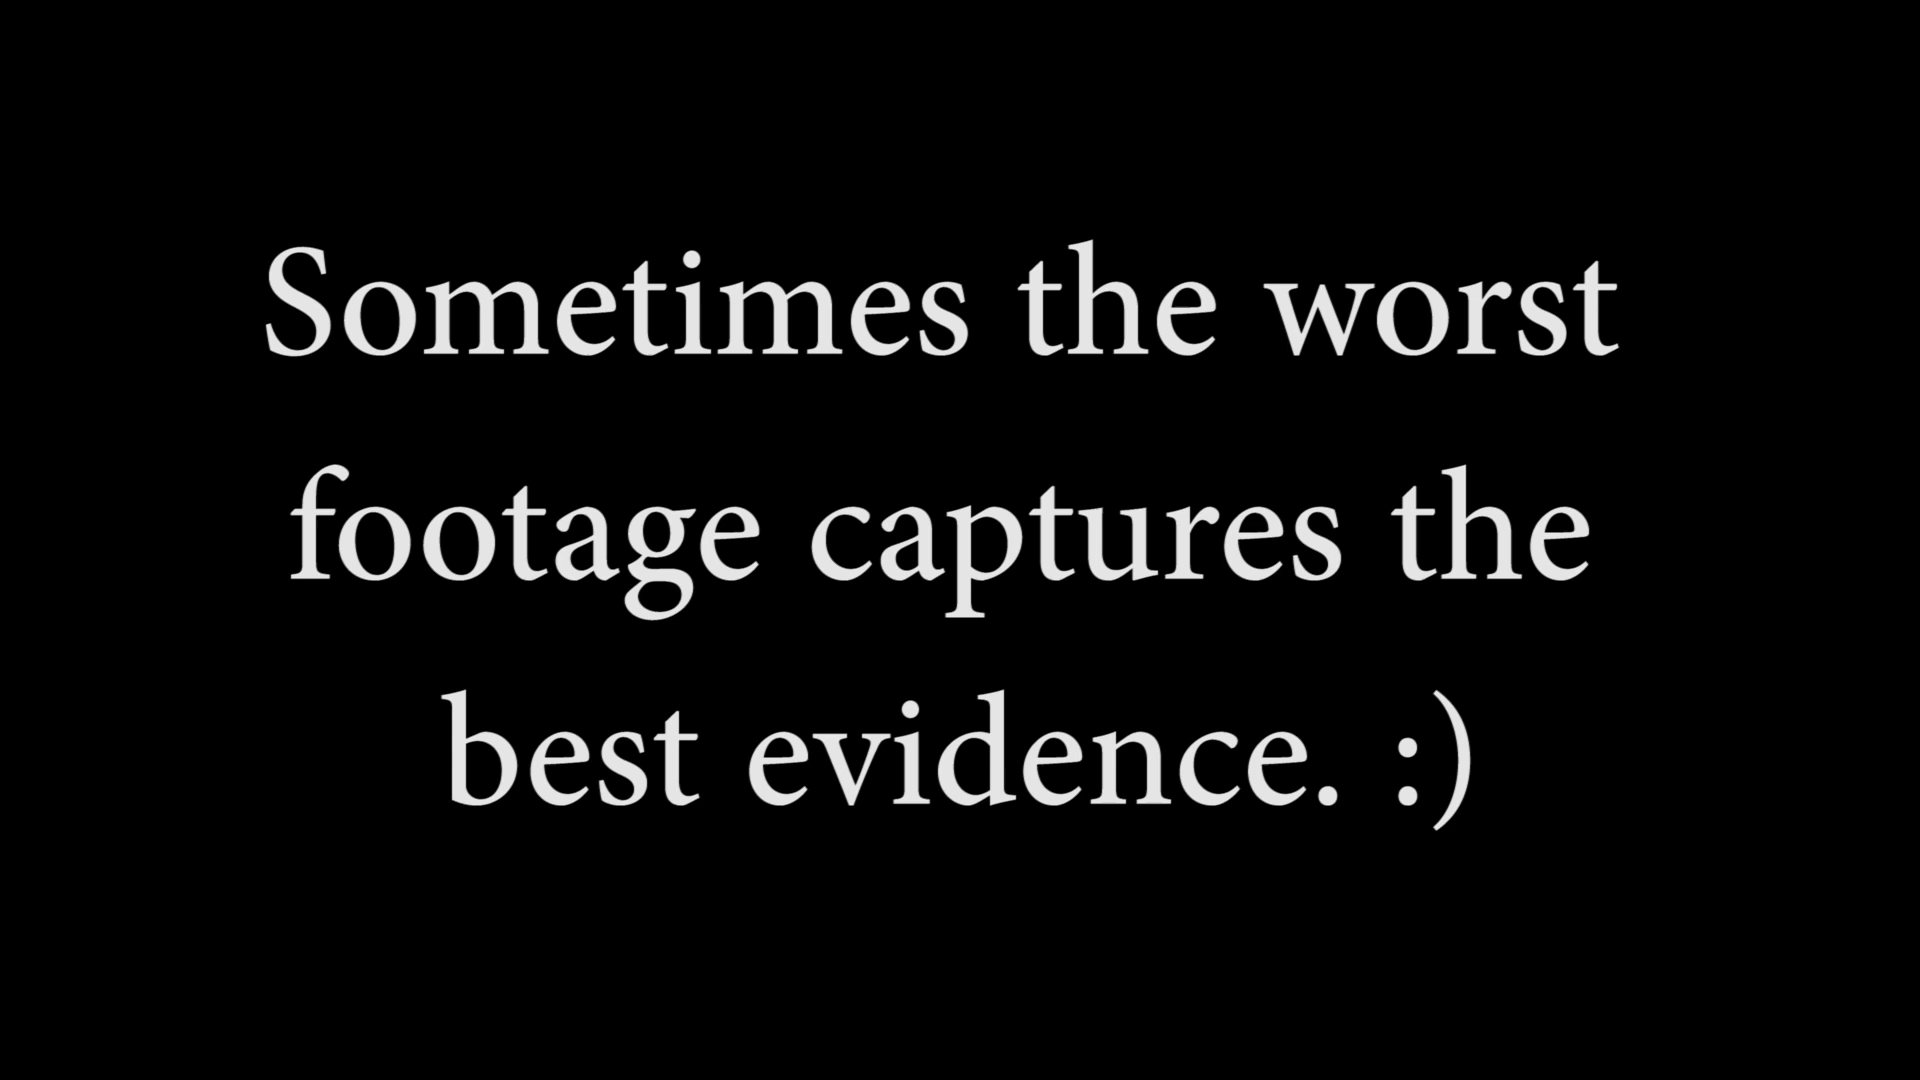 Sometimes the worst
footage captures the
best evidence. :)